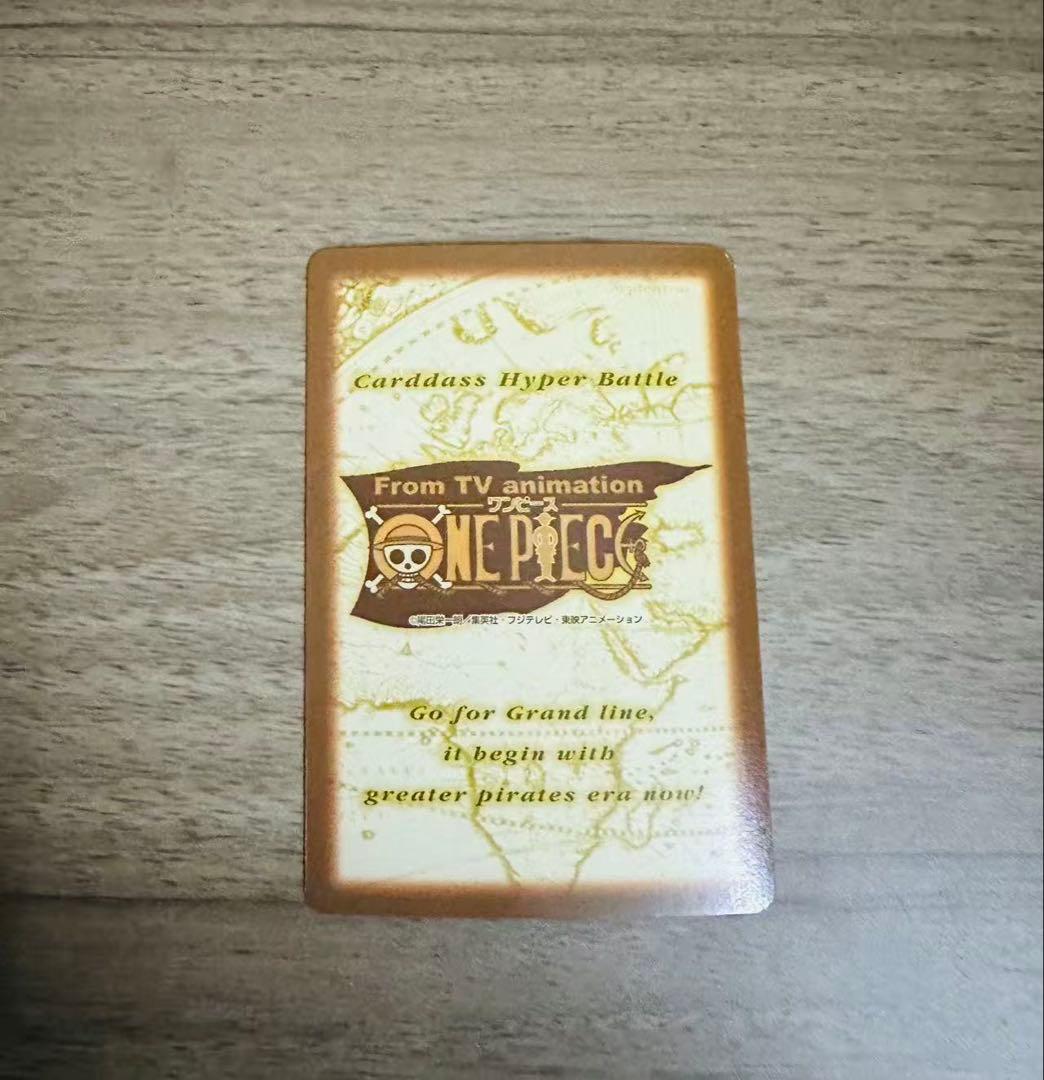 Carddass Hyper Battle
From TV animation
ワンピース
ONE PIECE
©尾田栄一郎／集英社・フジテレビ・東映アニメーション
Go for Grand line,
it begin with
greater pirates era now!